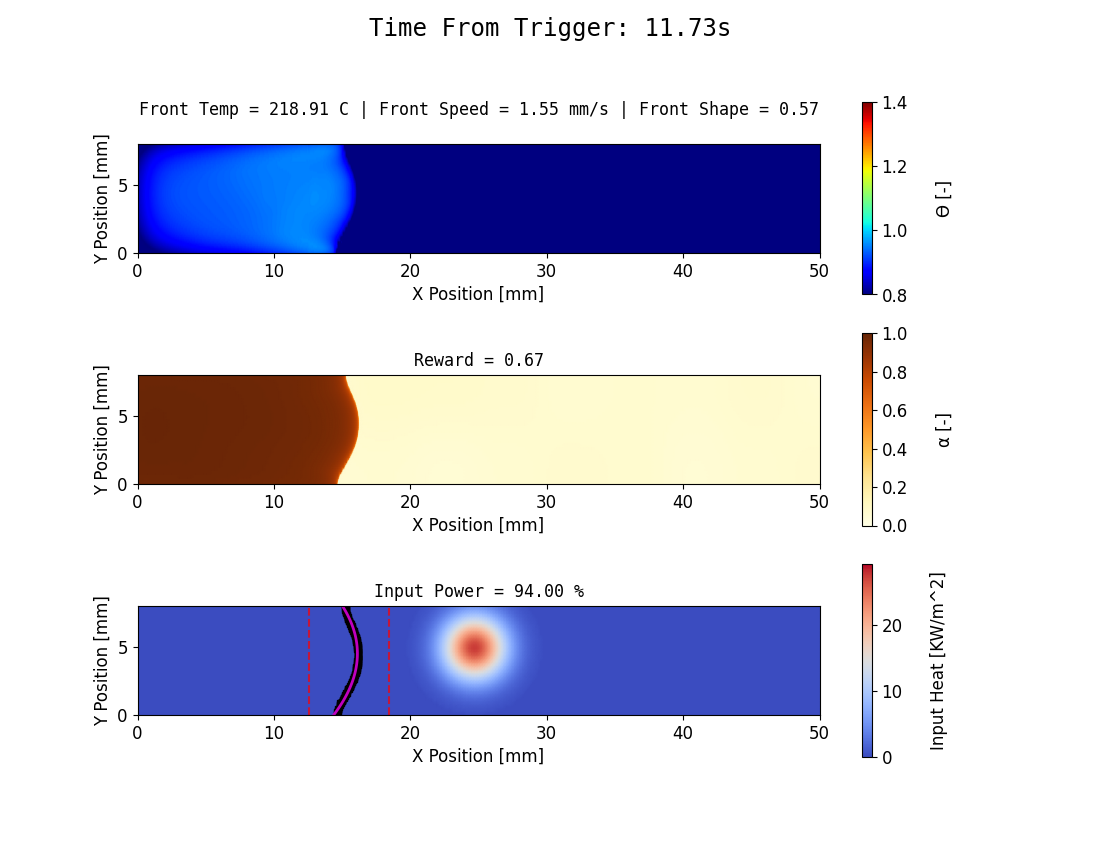 Time From Trigger: 11.73s
Front Temp = 218.91 C | Front Speed = 1.55 mm/s | Front Shape = 0.57
Y Position [mm]
5
0
0 10 20 30 40 50
X Position [mm]
1.4
1.2
1.0
0.8
Θ [-]
Reward = 0.67
Y Position [mm]
5
0
0 10 20 30 40 50
X Position [mm]
1.0
0.8
0.6
0.4
0.2
0.0
α [-]
Input Power = 94.00 %
Y Position [mm]
5
0
0 10 20 30 40 50
X Position [mm]
20
10
0
Input Heat [KW/m^2]